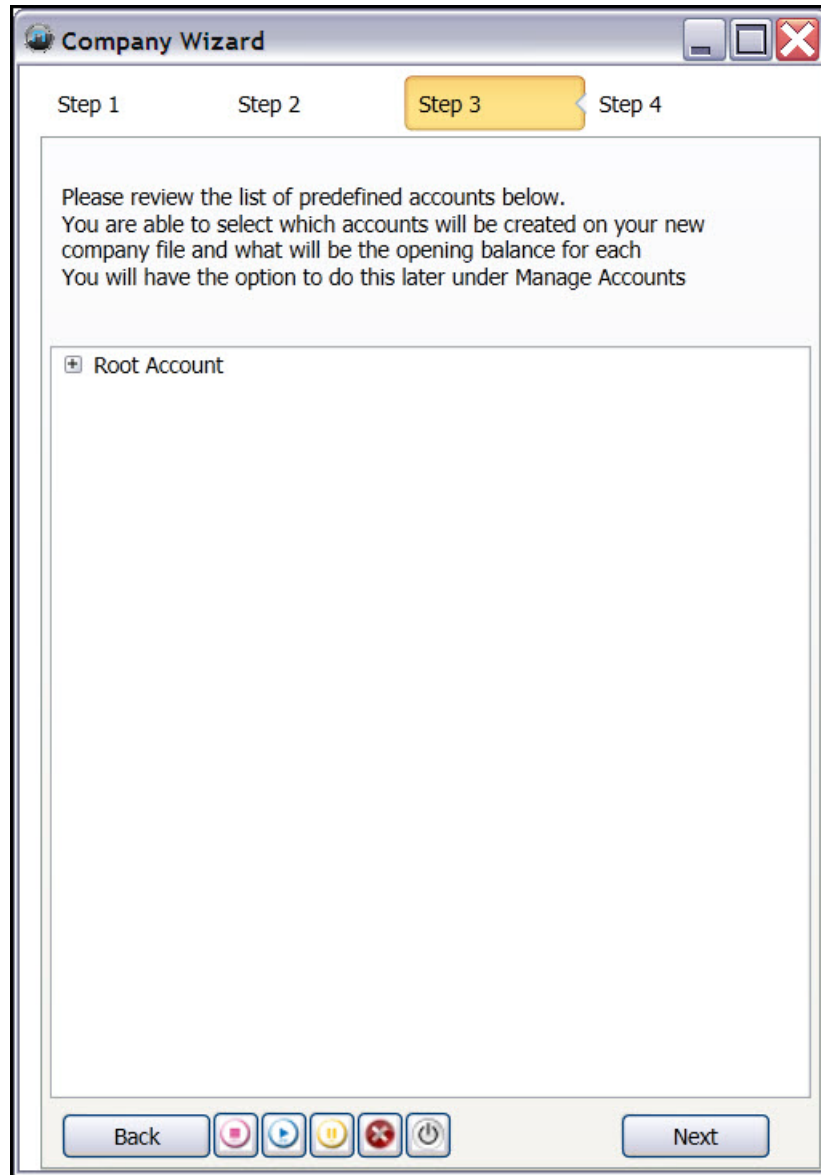 Company Wizard
Step 1 Step 2 Step 3 Step 4
Please review the list of predefined accounts below.
You are able to select which accounts will be created on your new
company file and what will be the opening balance for each
You will have the option to do this later under Manage Accounts
Root Account
Back Next